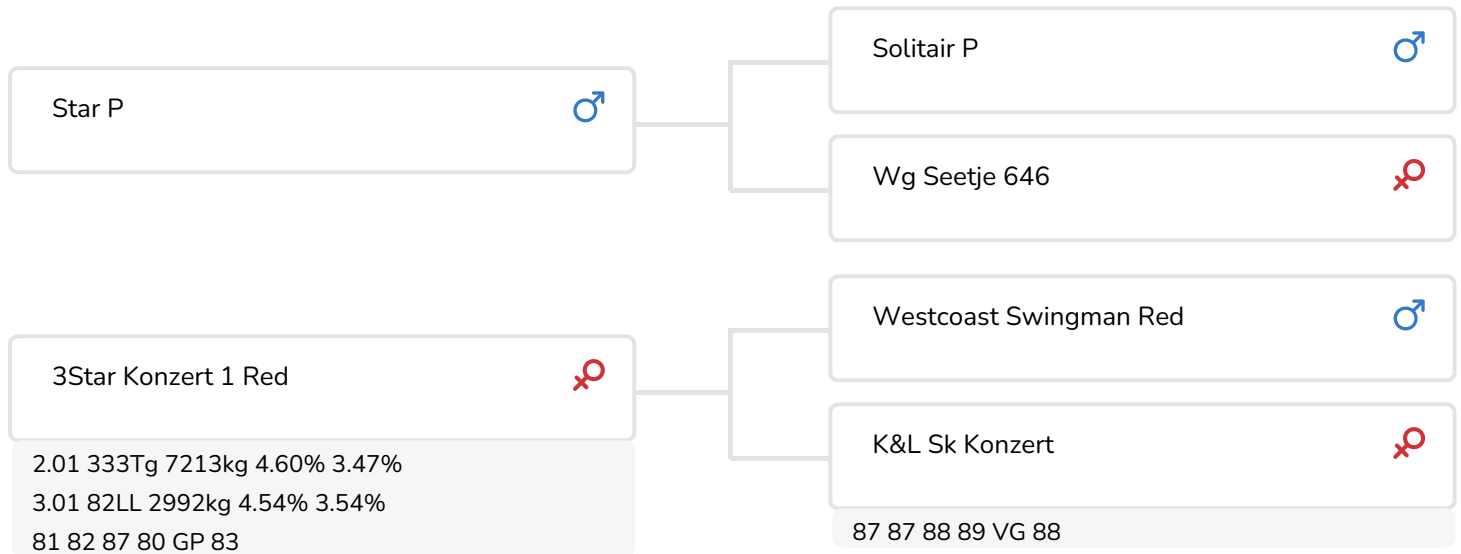 Star P
Solitair P
Wg Seetje 646
3Star Konzert 1 Red
2.01 333Tg 7213kg 4.60% 3.47%
3.01 82LL 2992kg 4.54% 3.54%
81 82 87 80 GP 83
Westcoast Swingman Red
K&L Sk Konzert
87 87 88 89 VG 88